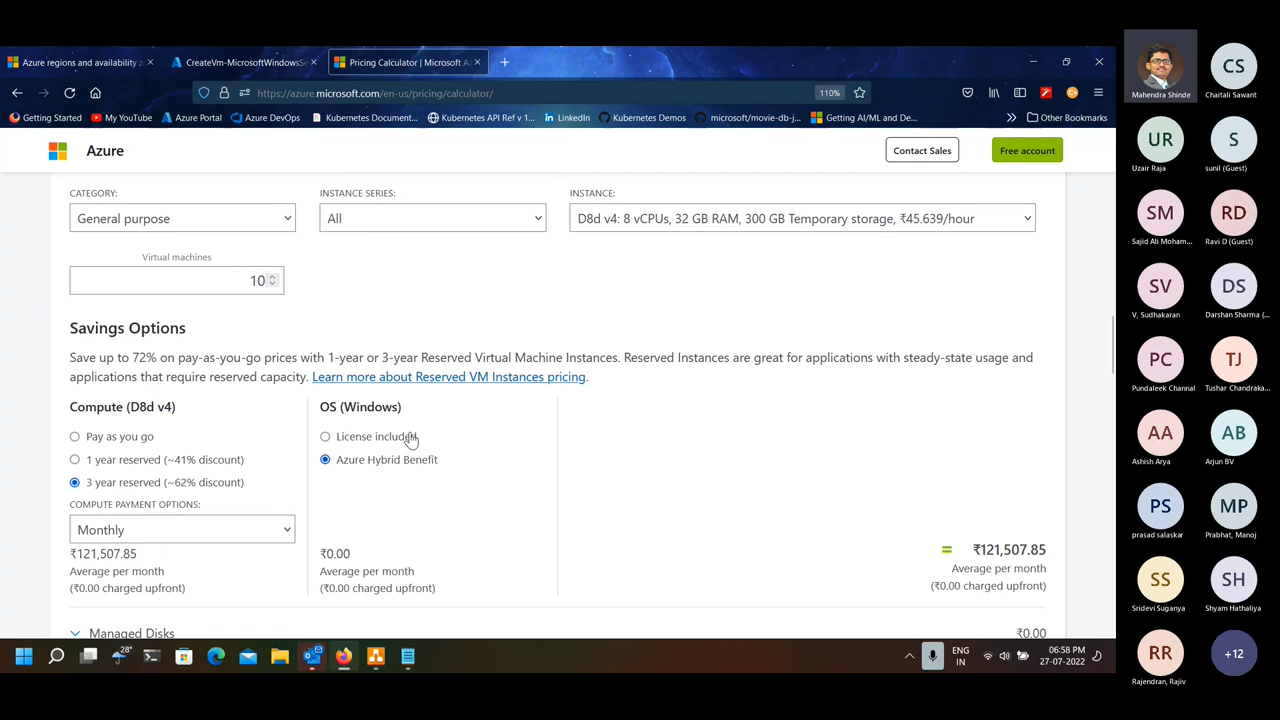 Azure regions and availability z
CreateVm-MicrosoftWindowsSe
Pricing Calculator | Microsoft A
https://azure.microsoft.com/en-us/pricing/calculator/
110%
Getting Started
My YouTube
Azure Portal
Azure DevOps
Kubernetes Document...
Kubernetes API Ref v 1...
LinkedIn
Kubernetes Demos
microsoft/movie-db-j...
Getting AI/ML and De...
Other Bookmarks
Azure
Contact Sales
Free account
CATEGORY:
INSTANCE SERIES:
INSTANCE:
General purpose
All
D8d v4: 8 vCPUs, 32 GB RAM, 300 GB Temporary storage, ₹45.639/hour
Virtual machines
10
Savings Options
Save up to 72% on pay-as-you-go prices with 1-year or 3-year Reserved Virtual Machine Instances. Reserved Instances are great for applications with steady-state usage and
applications that require reserved capacity. Learn more about Reserved VM Instances pricing.
Compute (D8d v4)
Pay as you go
1 year reserved (~41% discount)
3 year reserved (~62% discount)
COMPUTE PAYMENT OPTIONS:
Monthly
₹121,507.85
Average per month
(₹0.00 charged upfront)
OS (Windows)
License included
Azure Hybrid Benefit
₹0.00
Average per month
(₹0.00 charged upfront)
= ₹121,507.85
Average per month
(₹0.00 charged upfront)
Managed Disks
₹0.00
28°
ENG
IN
06:58 PM
27-07-2022
Mahendra Shinde
CS
Chaitali Sawant
UR
Uzair Raja
S
sunil (Guest)
SM
Sajid Ali Moham...
RD
Ravi D (Guest)
SV
V, Sudhakaran
DS
Darshan Sharma (...
PC
Pundaleek Channal
TJ
Tushar Chandraka...
AA
Ashish Arya
AB
Arjun BV
PS
prasad salaskar
MP
Prabhat, Manoj
SS
Sridevi Suganya
SH
Shyam Hathaliya
RR
Rajendran, Rajiv
+12